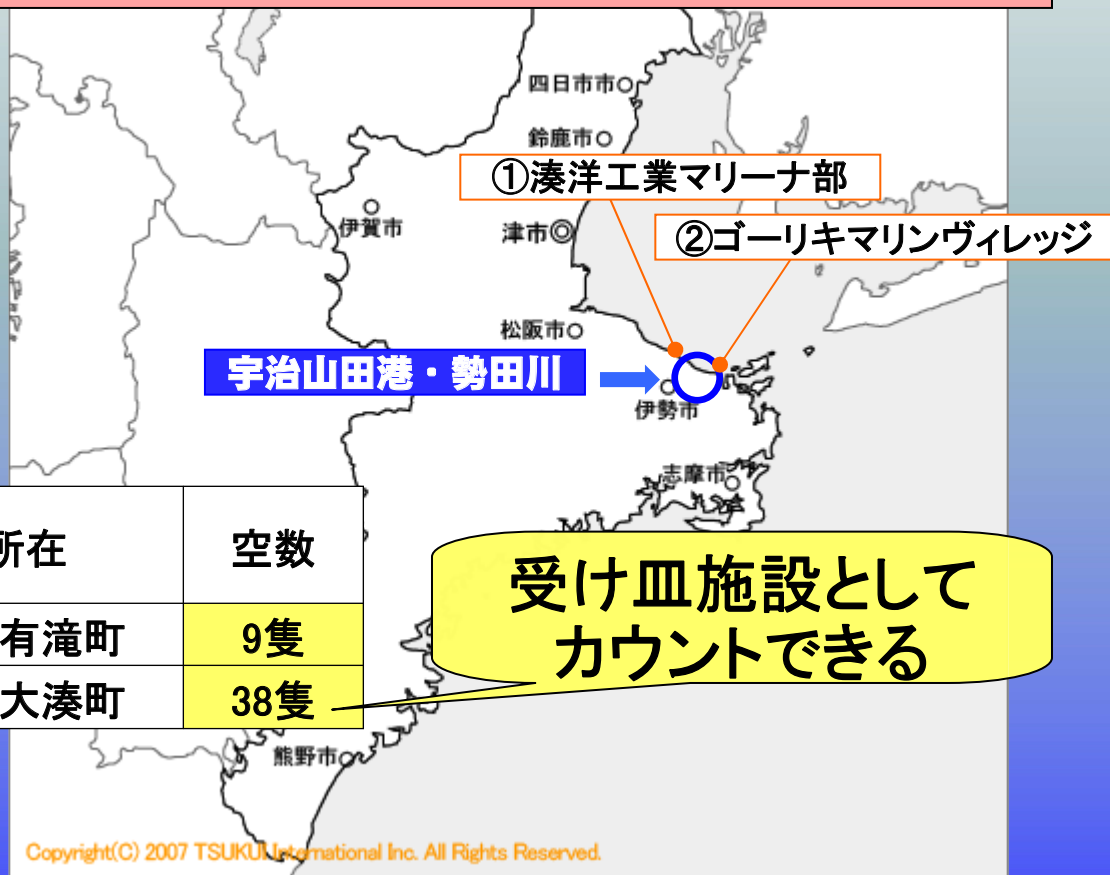 四日市市
鈴鹿市
①湊洋工業マリーナ部
伊賀市
津市
②ゴーリキマリンヴィレッジ
松阪市
宇治山田港・勢田川
伊勢市
志摩市
所在
空数
有滝町
9隻
大湊町
38隻
受け皿施設として
カウントできる
熊野市
Copyright(C) 2007 TSUKUI International Inc. All Rights Reserved.